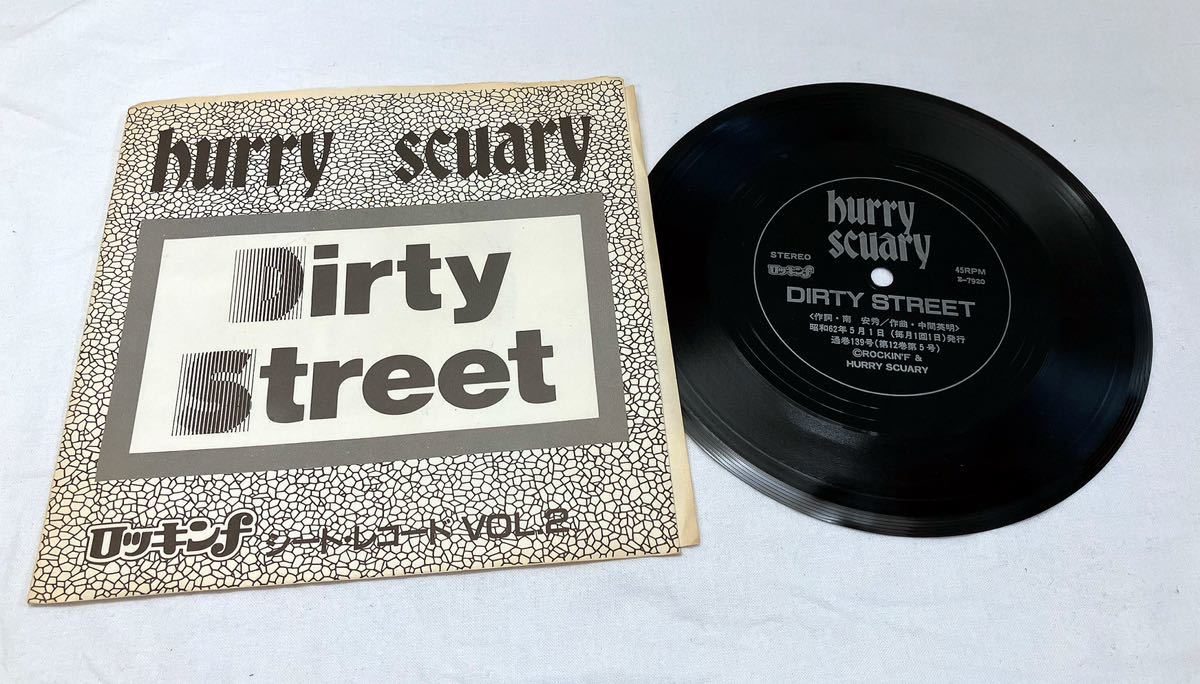 hurry scuary
Dirty
Street
ロッキンf シート・レコード VOL.2
hurry
scuary
STEREO
ロッキンf
45RPM
S-7920
DIRTY STREET
<作詞・南 安秀/作曲・中間英明>
昭和62年5月1日(毎月1回1日)発行
通巻139号(第12巻第5号)
©ROCKIN'F &
HURRY SCUARY